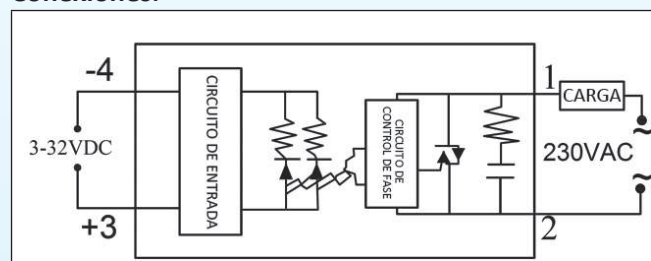 Conexiones:
-4
3-32VDC
+3
CIRCUITO DE ENTRADA
CIRCUITO DE
CONTROL DE FASE
1
CARGA
~
230VAC
~
2